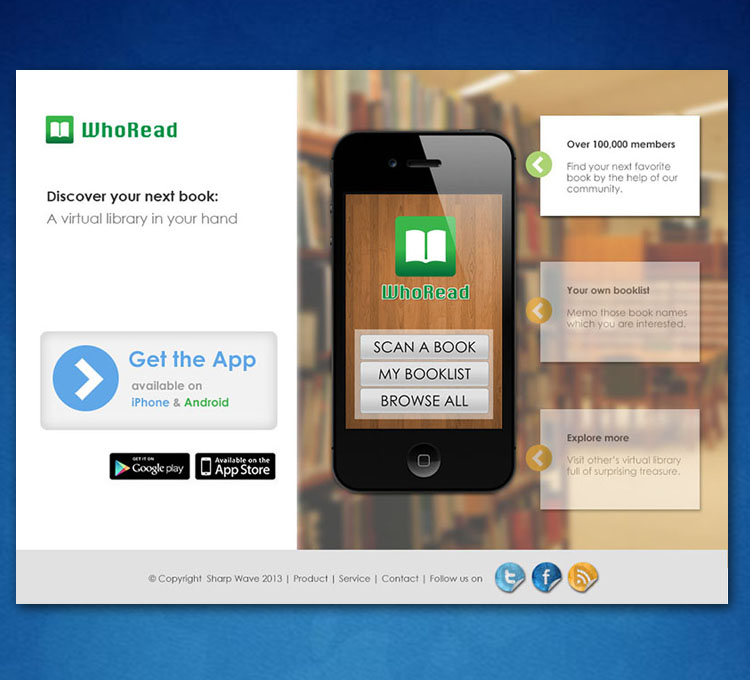 WhoRead
Discover your next book:
A virtual library in your hand
Get the App
available on
iPhone & Android
GET IT ON
Google play
Available on the
App Store
WhoRead
SCAN A BOOK
MY BOOKLIST
BROWSE ALL
Over 100,000 members
Find your next favorite
book by the help of our
community.
Your own booklist
Memo those book names
which you are interested.
Explore more
Visit other's virtual library
full of surprising treasure.
© Copyright Sharp Wave 2013 | Product | Service | Contact | Follow us on